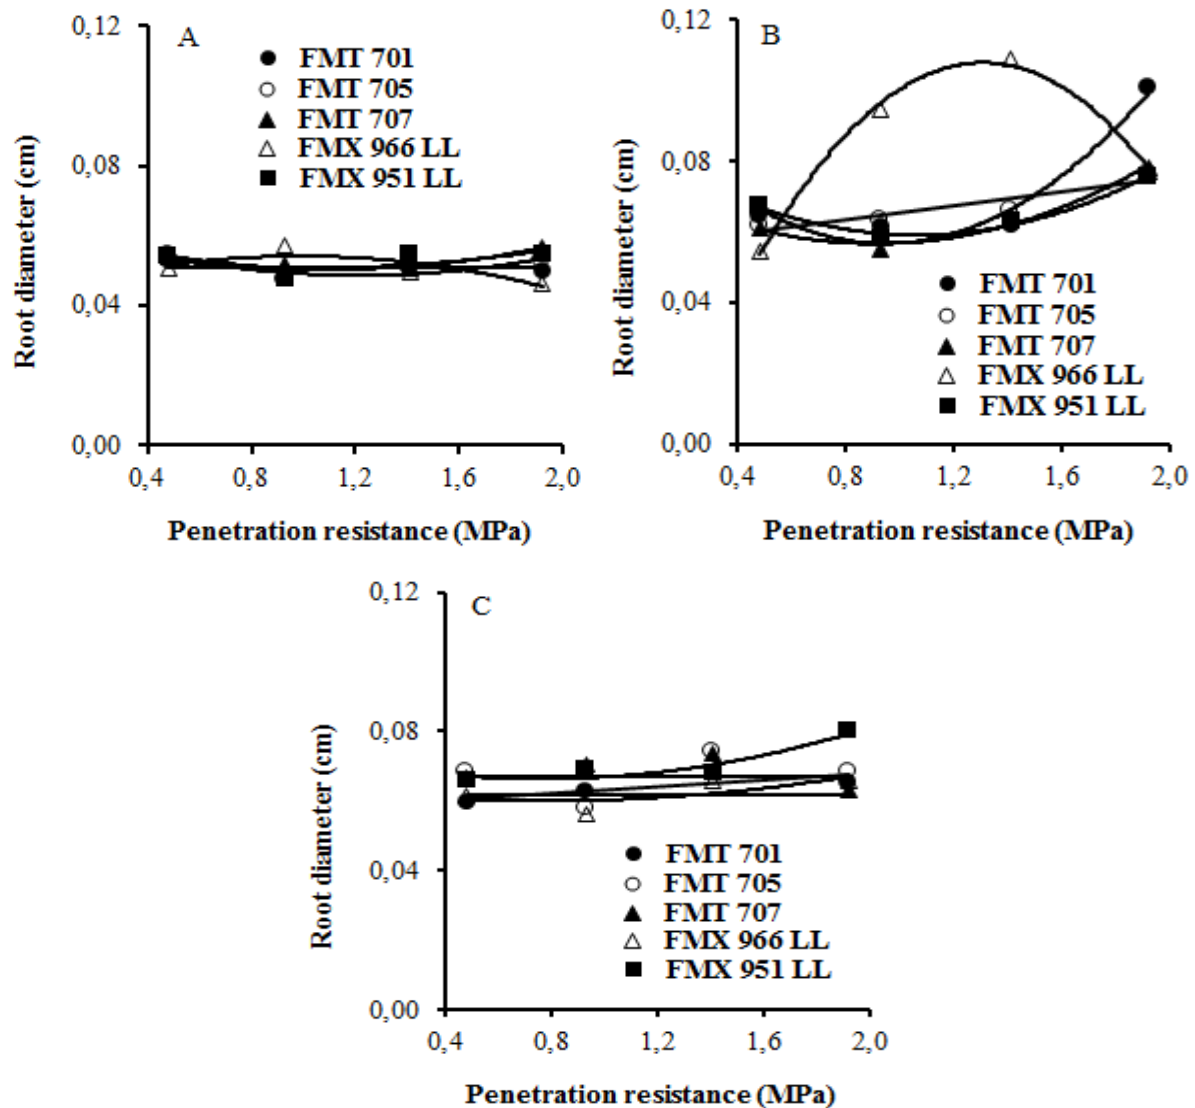 A
0,12
0,08
0,04
0,00
Root diameter (cm)
FMT 701
FMT 705
FMT 707
FMX 966 LL
FMX 951 LL
0,4 0,8 1,2 1,6 2,0
Penetration resistance (MPa)
B
0,12
0,08
0,04
0,00
Root diameter (cm)
FMT 701
FMT 705
FMT 707
FMX 966 LL
FMX 951 LL
0,4 0,8 1,2 1,6 2,0
Penetration resistance (MPa)
C
0,12
0,08
0,04
0,00
Root diameter (cm)
FMT 701
FMT 705
FMT 707
FMX 966 LL
FMX 951 LL
0,4 0,8 1,2 1,6 2,0
Penetration resistance (MPa)